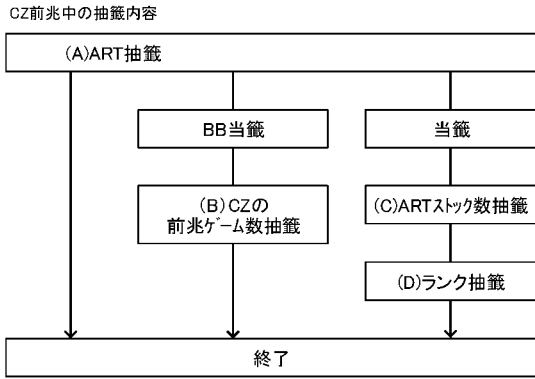 CZ前兆中の抽籤内容
(A)ART抽籤
BB当籤
当籤
(B)CZの
前兆ゲーム数抽籤
(C)ARTストック数抽籤
(D)ランク抽籤
終了